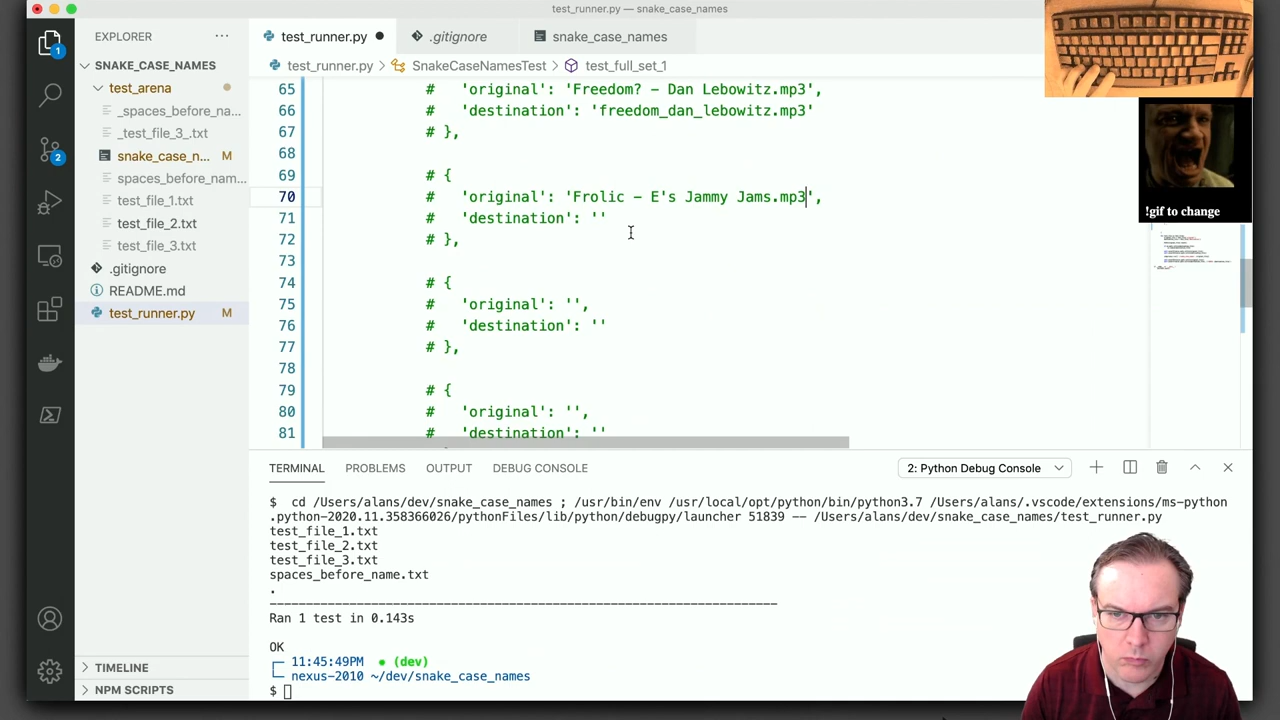 test_runner.py — snake_case_names
EXPLORER
SNAKE_CASE_NAMES
test_arena
_spaces_before_na...
_test_file_3_.txt
snake_case_n... M
spaces_before_nam...
test_file_1.txt
test_file_2.txt
test_file_3.txt
.gitignore
README.md
test_runner.py M
TIMELINE
NPM SCRIPTS
1
2
test_runner.py
.gitignore
snake_case_names
test_runner.py > SnakeCaseNamesTest > test_full_set_1
65 #   'original': 'Freedom? - Dan Lebowitz.mp3',
66 #   'destination': 'freedom_dan_lebowitz.mp3'
67 # },
68
69 # {
70 #   'original': 'Frolic - E's Jammy Jams.mp3',
71 #   'destination': ''
72 # },
73
74 # {
75 #   'original': '',
76 #   'destination': ''
77 # },
78
79 # {
80 #   'original': '',
81 #   'destination': ''
!gif to change
TERMINAL PROBLEMS OUTPUT DEBUG CONSOLE 2: Python Debug Console
$  cd /Users/alans/dev/snake_case_names ; /usr/bin/env /usr/local/opt/python/bin/python3.7 /Users/alans/.vscode/extensions/ms-python
.python-2020.11.358366026/pythonFiles/lib/python/debugpy/launcher 51839 -- /Users/alans/dev/snake_case_names/test_runner.py
test_file_1.txt
test_file_2.txt
test_file_3.txt
spaces_before_name.txt
.
----------------------------------------------------------------------
Ran 1 test in 0.143s
OK
11:45:49PM ● (dev)
nexus-2010 ~/dev/snake_case_names
$